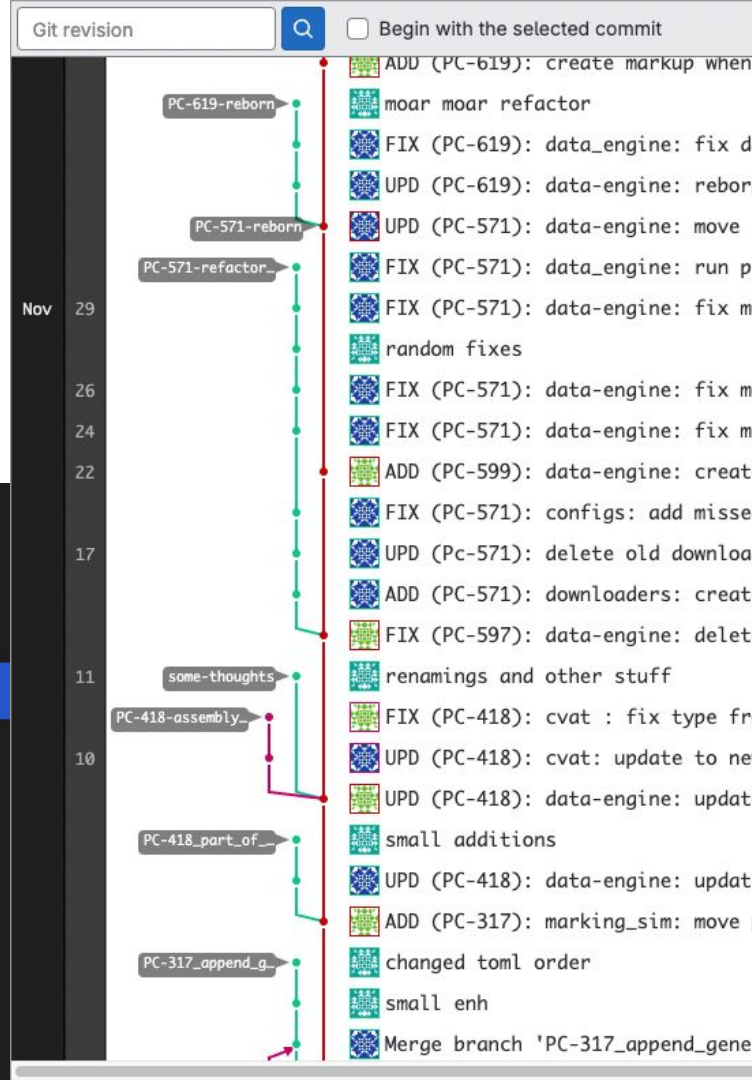 Git revision Begin with the selected commit
ADD (PC-619): create markup when
PC-619-reborn moar moar refactor
FIX (PC-619): data_engine: fix d
UPD (PC-619): data-engine: rebor
PC-571-reborn UPD (PC-571): data-engine: move
PC-571-refactor_ FIX (PC-571): data_engine: run p
Nov 29 FIX (PC-571): data-engine: fix m
random fixes
26 FIX (PC-571): data-engine: fix m
24 FIX (PC-571): data-engine: fix m
22 ADD (PC-599): data-engine: creat
FIX (PC-571): configs: add misse
17 UPD (Pc-571): delete old downloa
ADD (PC-571): downloaders: creat
FIX (PC-597): data-engine: delet
11 some-thoughts renamings and other stuff
PC-418-assembly_ FIX (PC-418): cvat : fix type fr
10 UPD (PC-418): cvat: update to ne
UPD (PC-418): data-engine: updat
PC-418_part_of_… small additions
UPD (PC-418): data-engine: updat
ADD (PC-317): marking_sim: move
PC-317_append_g… changed toml order
small enh
Merge branch 'PC-317_append_gene